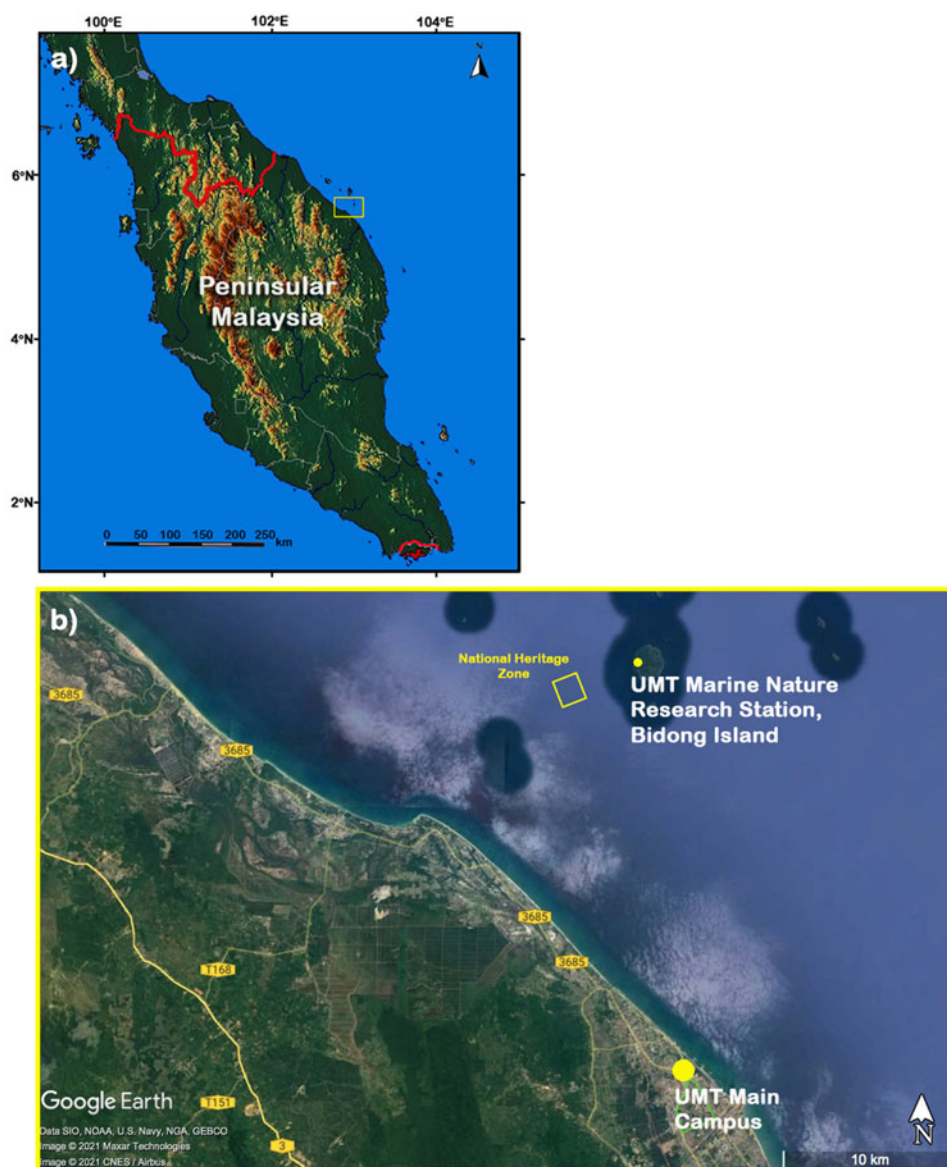 100°E 102°E 104°E
a)
6°N
Peninsular
Malaysia
4°N
2°N
0 50 100 150 200 250
km
b)
National Heritage
Zone
3685
UMT Marine Nature
Research Station,
Bidong Island
3685
3685
3685
T168
UMT Main
Campus
Google Earth
T151
Data SIO, NOAA, U.S. Navy, NGA, GEBCO
Image © 2021 Maxar Technologies
Image © 2021 CNES / Airbus
3
10 km
N